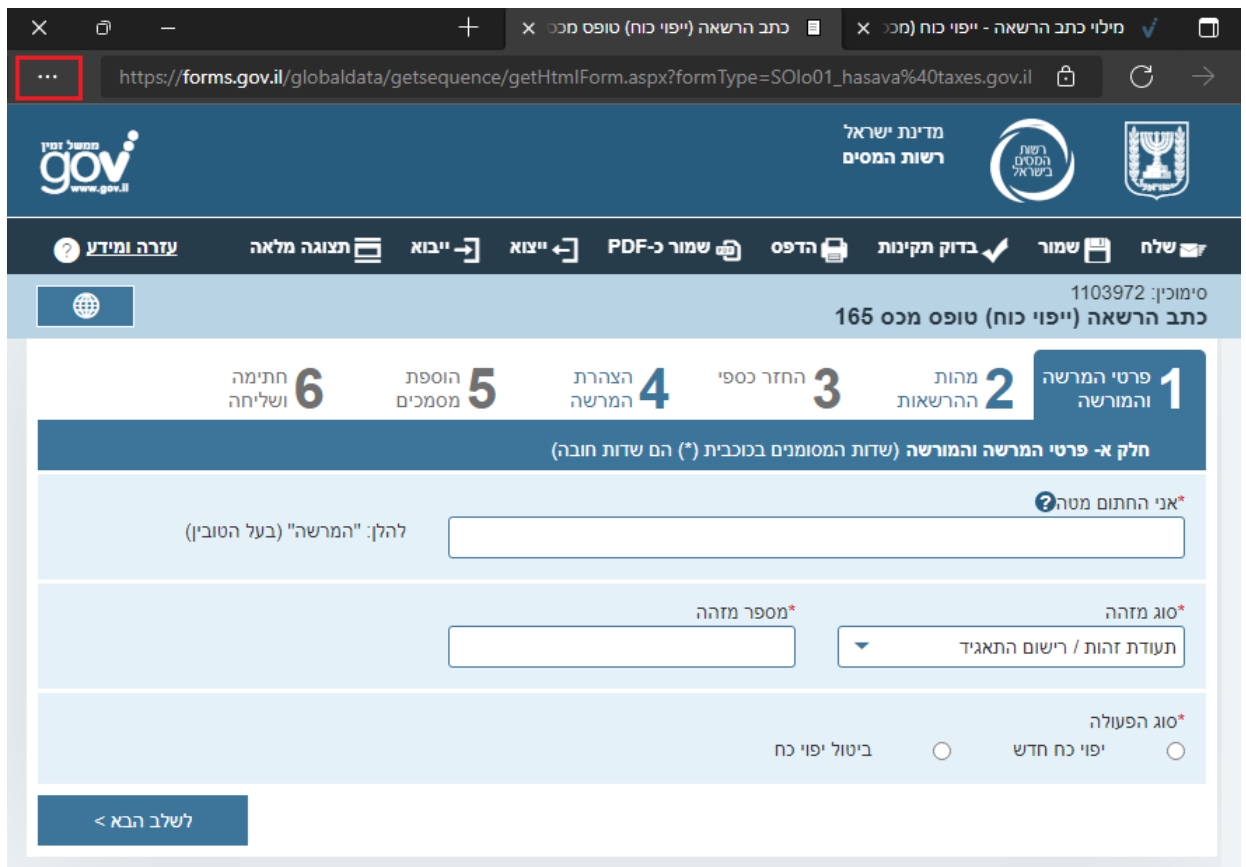 מילוי כתב הרשאה - ייפוי כוח (מכ
כתב הרשאה (ייפוי כוח) טופס מכס
https://forms.gov.il/globaldata/getsequence/getHtmlForm.aspx?formType=SOlo01_hasava%40taxes.gov.il
מדינת ישראל
רשות המסים
רשות
המסים
בישראל
ישראל
ממשל זמין
gov
www.gov.il
שלח
שמור
בדוק תקינות
הדפס
שמור כ-PDF
ייצוא
ייבוא
תצוגה מלאה
עזרה ומידע ?
סימוכין: 1103972
כתב הרשאה (ייפוי כוח) טופס מכס 165
1 פרטי המרשה והמורשה
2 מהות ההרשאות
3 החזר כספי
4 הצהרת המרשה
5 הוספת מסמכים
6 חתימה ושליחה
חלק א- פרטי המרשה והמורשה (שדות המסומנים בכוכבית (*) הם שדות חובה)
*אני החתום מטה ?
להלן: "המרשה" (בעל הטובין)
*סוג מזהה
*מספר מזהה
תעודת זהות / רישום התאגיד
*סוג הפעולה
יפוי כח חדש
ביטול יפוי כח
לשלב הבא >